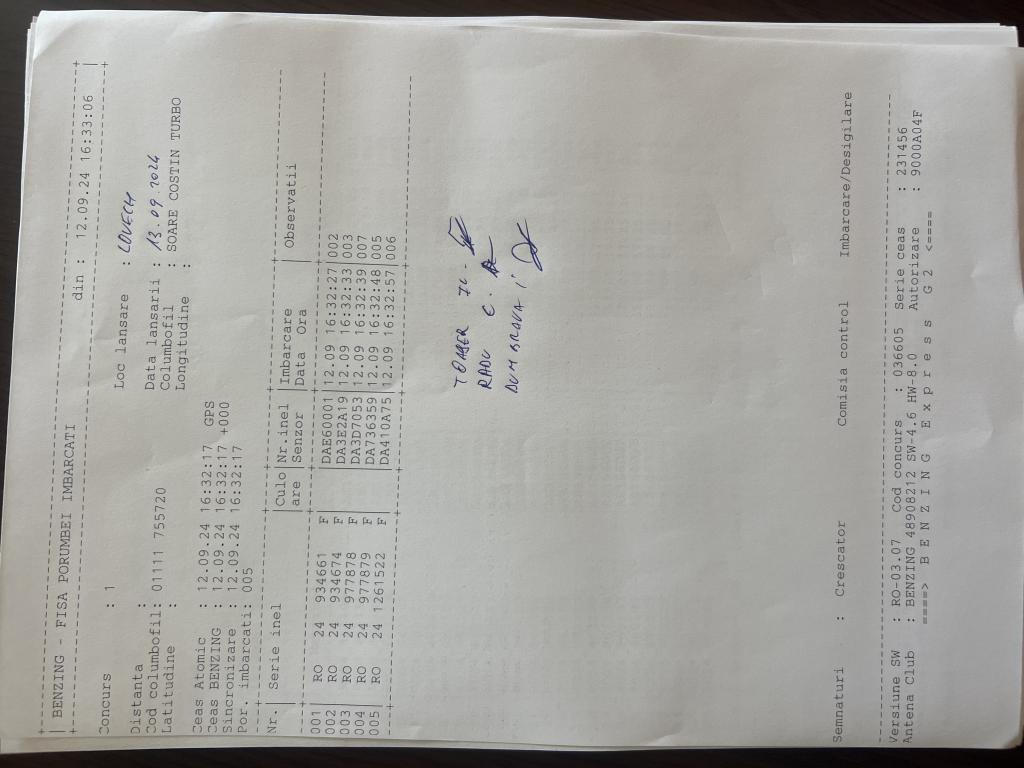 | BENZING - FISA PORUMBEI IMBARCATI din : 12.09.24 16:33:06 |
Concurs : 1 Loc lansare : LOVECH
Distanta : Data lansarii : 13.09.2024
Cod columbofil: 01111 755720 Columbofil : SOARE COSTIN TURBO
Latitudine : Longitudine :
Ceas Atomic : 12.09.24 16:32:17 GPS
Ceas BENZING : 12.09.24 16:32:17 +000
Sincronizare : 12.09.24 16:32:17
Por. imbarcati: 005
Nr.| Serie inel |Culo|Nr.inel |Imbarcare | Observatii
|are |Senzor |Data Ora |
001| RO 24 934661 F |DAE60001|12.09 16:32:27|002
002| RO 24 934674 F |DA3E2A19|12.09 16:32:33|003
003| RO 24 977878 F |DA3D7053|12.09 16:32:39|007
004| RO 24 977879 F |DA736359|12.09 16:32:48|005
005| RO 24 1261522 F |DA410A75|12.09 16:32:57|006
RADU C.
DUMBRAVA I
Semnaturi : Crescator Comisia control Imbarcare/Desigilare
Versiune SW : RO-03.07 Cod concurs : 036605 Serie ceas : 231456
Antena Club : BENZING 48908212 SW-4.6 HW-8.0 Autorizare : 9000A04F
====> B E N Z I N G E x p r e s s G 2 <====